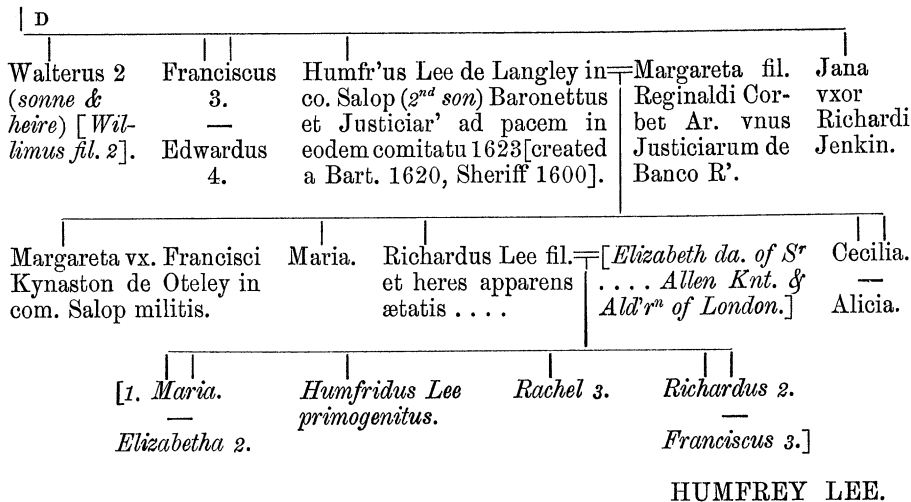 D
Walterus 2
(sonne &
heire) [Wil-
limus fil. 2].
Franciscus
3.
—
Edwardus
4.
Humfr'us Lee de Langley in
co. Salop (2nd son) Baronettus
et Justiciar' ad pacem in
eodem comitatu 1623 [created
a Bart. 1620, Sheriff 1600].
Margareta fil.
Reginaldi Cor-
bet Ar. vnus
Justiciarum de
Banco R'.
Jana
vxor
Richardi
Jenkin.
Margareta vx. Francisci
Kynaston de Oteley in
com. Salop militis.
Maria.
Richardus Lee fil.
et heres apparens
ætatis . . . .
[Elizabeth da. of Sr
. . . . Allen Knt. &
Ald'rn of London.]
Cecilia.
—
Alicia.
[1. Maria.
—
Elizabetha 2.
Humfridus Lee
primogenitus.
Rachel 3.
Richardus 2.
—
Franciscus 3.]
HUMFREY LEE.